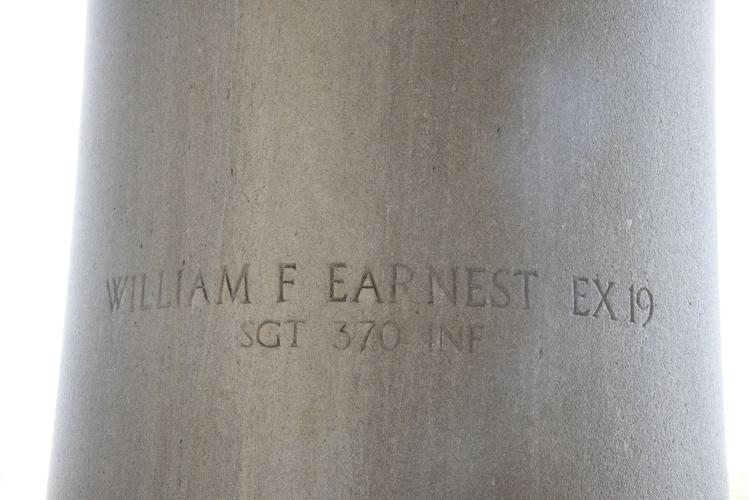 WILLIAM F EARNEST EX 19
SGT 370 INF